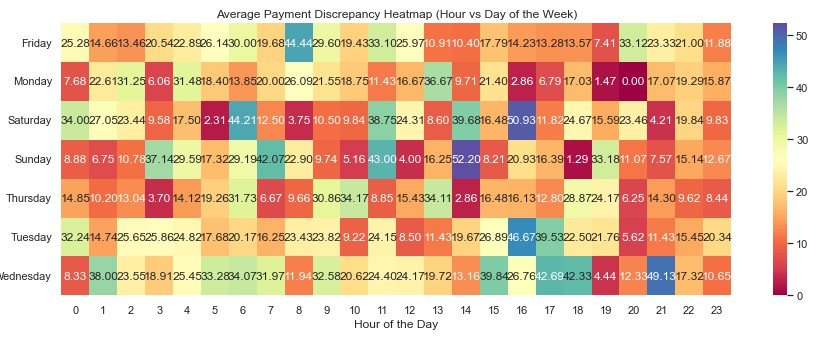 Average Payment Discrepancy Heatmap (Hour vs Day of the Week)
Friday 25.28 14.66 13.46 20.54 22.89 26.14 30.00 19.68 44.44 29.60 19.43 33.10 25.97 10.91 10.40 17.79 14.23 13.28 13.57 7.41 33.12 23.33 21.00 11.88
Monday 7.68 22.61 31.25 6.06 31.48 18.40 13.85 20.00 26.09 21.55 18.75 11.43 16.67 36.67 9.71 21.40 2.86 6.79 17.03 1.47 0.00 17.07 19.29 15.87
Saturday 34.00 27.05 23.44 9.58 17.50 2.31 44.21 12.50 3.75 10.50 9.84 38.75 24.31 8.60 39.68 16.48 50.93 11.82 24.67 15.59 23.46 4.21 19.84 9.83
Sunday 8.88 6.75 10.78 37.14 29.59 17.32 29.19 42.07 22.90 9.74 5.16 43.00 4.00 16.25 52.20 8.21 20.93 16.39 1.29 33.18 11.07 7.57 15.14 12.67
Thursday 14.85 10.20 13.04 3.70 14.12 19.26 31.73 6.67 9.66 30.86 34.17 8.85 15.43 34.11 2.86 16.48 16.13 12.80 28.87 24.17 6.25 14.30 9.62 8.44
Tuesday 32.24 14.74 25.65 25.86 24.82 17.68 20.17 16.25 23.43 23.82 9.22 24.15 8.50 11.43 19.67 26.89 46.67 39.53 22.50 21.76 5.62 11.43 15.45 20.34
Wednesday 8.33 38.00 23.55 18.91 25.45 33.28 34.07 31.97 11.94 32.58 20.62 24.40 24.17 19.72 13.16 39.84 26.76 42.69 42.33 4.44 12.33 49.13 17.32 10.65
0 1 2 3 4 5 6 7 8 9 10 11 12 13 14 15 16 17 18 19 20 21 22 23
Hour of the Day
50
40
30
20
10
0